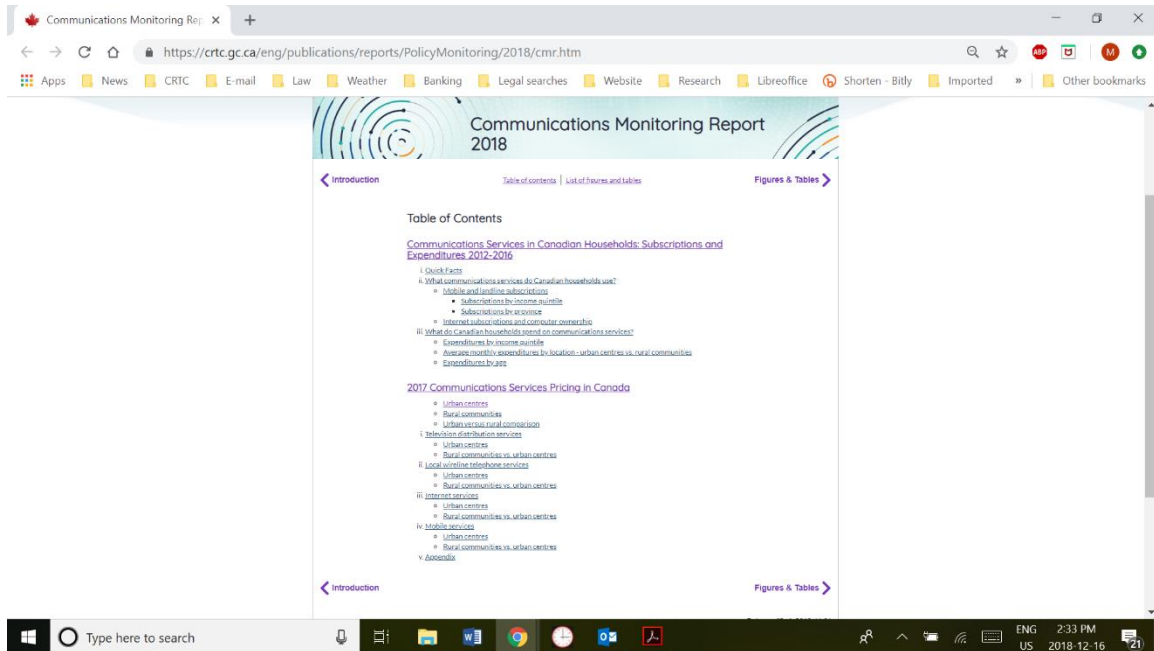 Communications Monitoring Rep
https://crtc.gc.ca/eng/publications/reports/PolicyMonitoring/2018/cmr.htm
ABP M
Apps News CRTC E-mail Law Weather Banking Legal searches Website Research Libreoffice Shorten - Bitly Imported » Other bookmarks
Communications Monitoring Report
2018
Introduction Table of contents | List of figures and tables Figures & Tables
Table of Contents
Communications Services in Canadian Households: Subscriptions and
Expenditures 2012-2016
i. Quick Facts
ii. What communications services do Canadian households use?
Mobile and landline subscriptions
Subscriptions by income quintile
Subscriptions by province
Internet subscriptions and computer ownership
iii. What do Canadian households spend on communications services?
Expenditures by income quintile
Average monthly expenditures by location - urban centres vs. rural communities
Expenditures by age
2017 Communications Services Pricing in Canada
Urban centres
Rural communities
Urban versus rural comparison
i. Television distribution services
Urban centres
Rural communities vs. urban centres
ii. Local wireline telephone services
Urban centres
Rural communities vs. urban centres
iii. Internet services
Urban centres
Rural communities vs. urban centres
iv. Mobile services
Urban centres
Rural communities vs. urban centres
v. Appendix
Introduction Figures & Tables
Type here to search ENG 2:33 PM
US 2018-12-16 21